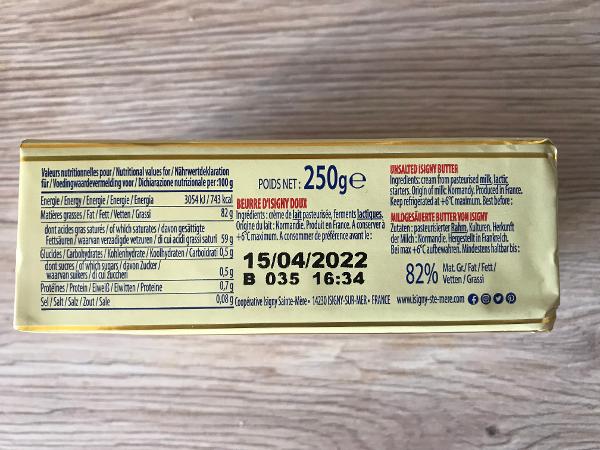 Valeurs nutritionnelles pour / Nutritional values for / Nährwertdeklaration
für / Voedingwaardevermelding voor / Dichiarazione nutrizionale per : 100 g
Energie / Energy / Energie / Energie / Energia 3054 kJ / 743 kcal
Matières grasses / Fat / Fett / Vetten / Grassi 82 g
dont acides gras saturés / of which saturates / davon gesättigte
Fettsäuren / waarvan verzadigde vetzuren / di cui acidi grassi saturi 59 g
Glucides / Carbohydrates / Kohlenhydrate / Koolhydraten / Carboidrati 0,5 g
dont sucres / of which sugars / davon Zucker /
waarvan suikers / di cui zuccheri 0,5 g
Protéines / Protein / Eiweiß / Eiwitten / Proteine 0,7 g
Sel / Salt / Salz / Zout / Sale 0,08 g
POIDS NET : 250g e
BEURRE D'ISIGNY DOUX
Ingrédients : crème de lait pasteurisée, ferments lactiques.
Origine du lait : Normandie. Produit en France. A conserver à
+6°C maximum. A consommer de préférence avant le :
15/04/2022
B 035 16:34
Coopérative Isigny Sainte-Mère • 14230 ISIGNY-SUR-MER • FRANCE
UNSALTED ISIGNY BUTTER
Ingredients: cream from pasteurised milk, lactic
starters. Origin of milk: Normandy. Produced in France.
Keep refrigerated at +6°C maximum. Best before :
MILDGESÄUERTE BUTTER VON ISIGNY
Zutaten : pasteurisierter Rahm, Kulturen. Herkunft
der Milch : Normandie. Hergestellt in Frankreich.
Bei max +6°C aufbewahren. Mindestens haltbar bis :
82% Mat. Gr. / Fat / Fett /
Vetten / Grassi
www.isigny-ste-mere.com